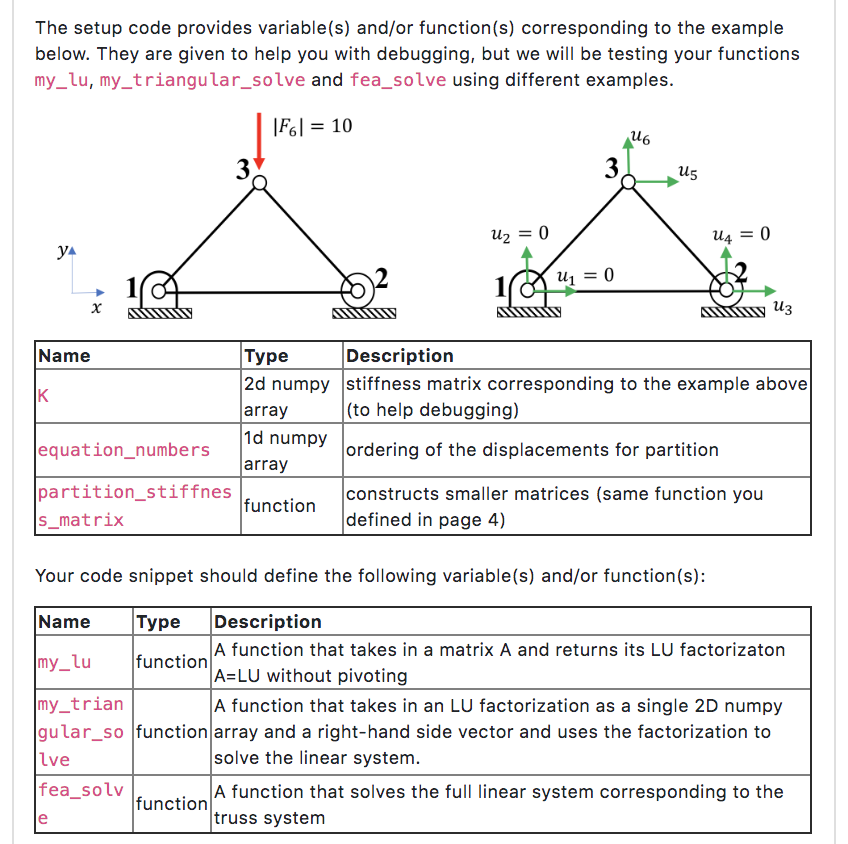 The setup code provides variable(s) and/or function(s) corresponding to the example
below. They are given to help you with debugging, but we will be testing your functions
my_lu, my_triangular_solve and fea_solve using different examples.
|F₆| = 10
3
y
x
1
2
u₆
3
u₅
u₂ = 0
u₄ = 0
1
u₁ = 0
2
u₃
Name Type Description
K 2d numpy array stiffness matrix corresponding to the example above (to help debugging)
equation_numbers 1d numpy array ordering of the displacements for partition
partition_stiffnes s_matrix function constructs smaller matrices (same function you defined in page 4)
Your code snippet should define the following variable(s) and/or function(s):
Name Type Description
my_lu function A function that takes in a matrix A and returns its LU factorizaton A=LU without pivoting
my_trian gular_so lve function A function that takes in an LU factorization as a single 2D numpy array and a right-hand side vector and uses the factorization to solve the linear system.
fea_solv e function A function that solves the full linear system corresponding to the truss system